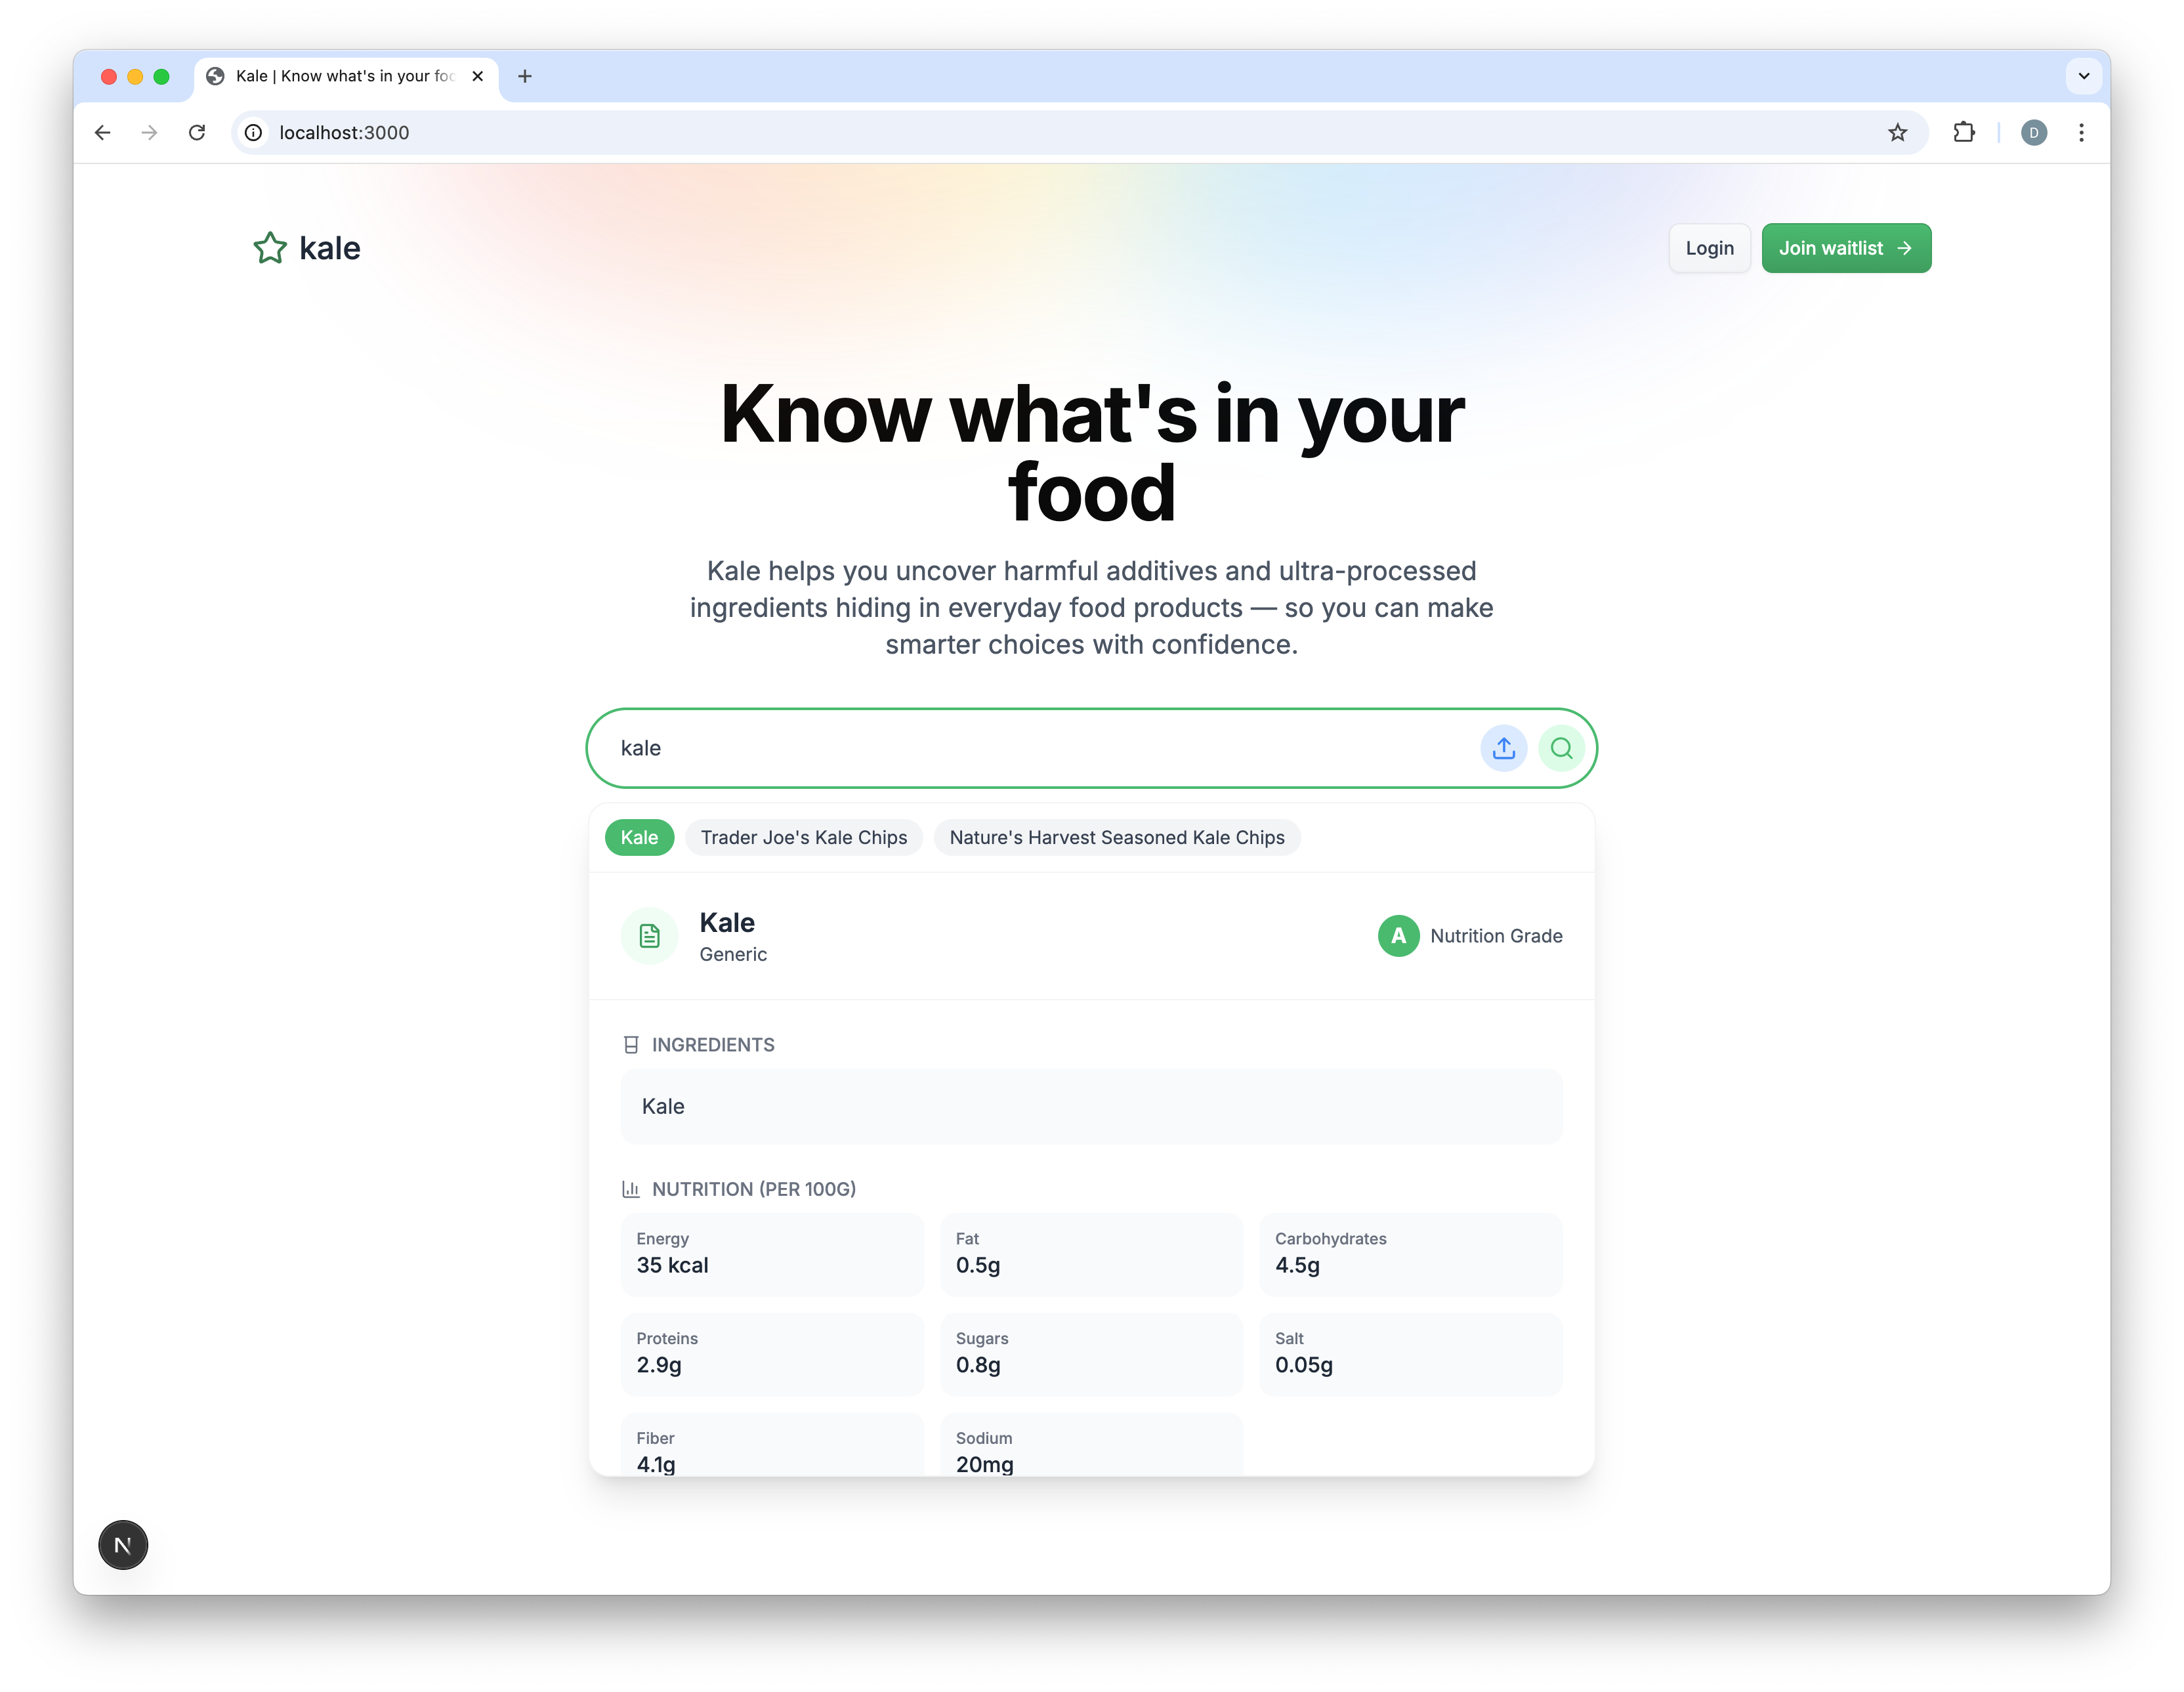 Kale | Know what's in your foo
localhost:3000
D
kale
Login
Join waitlist
Know what's in your
food
Kale helps you uncover harmful additives and ultra-processed
ingredients hiding in everyday food products — so you can make
smarter choices with confidence.
kale
Kale
Trader Joe's Kale Chips
Nature's Harvest Seasoned Kale Chips
Kale
Generic
A
Nutrition Grade
INGREDIENTS
Kale
NUTRITION (PER 100G)
Energy
35 kcal
Fat
0.5g
Carbohydrates
4.5g
Proteins
2.9g
Sugars
0.8g
Salt
0.05g
Fiber
4.1g
Sodium
20mg
N